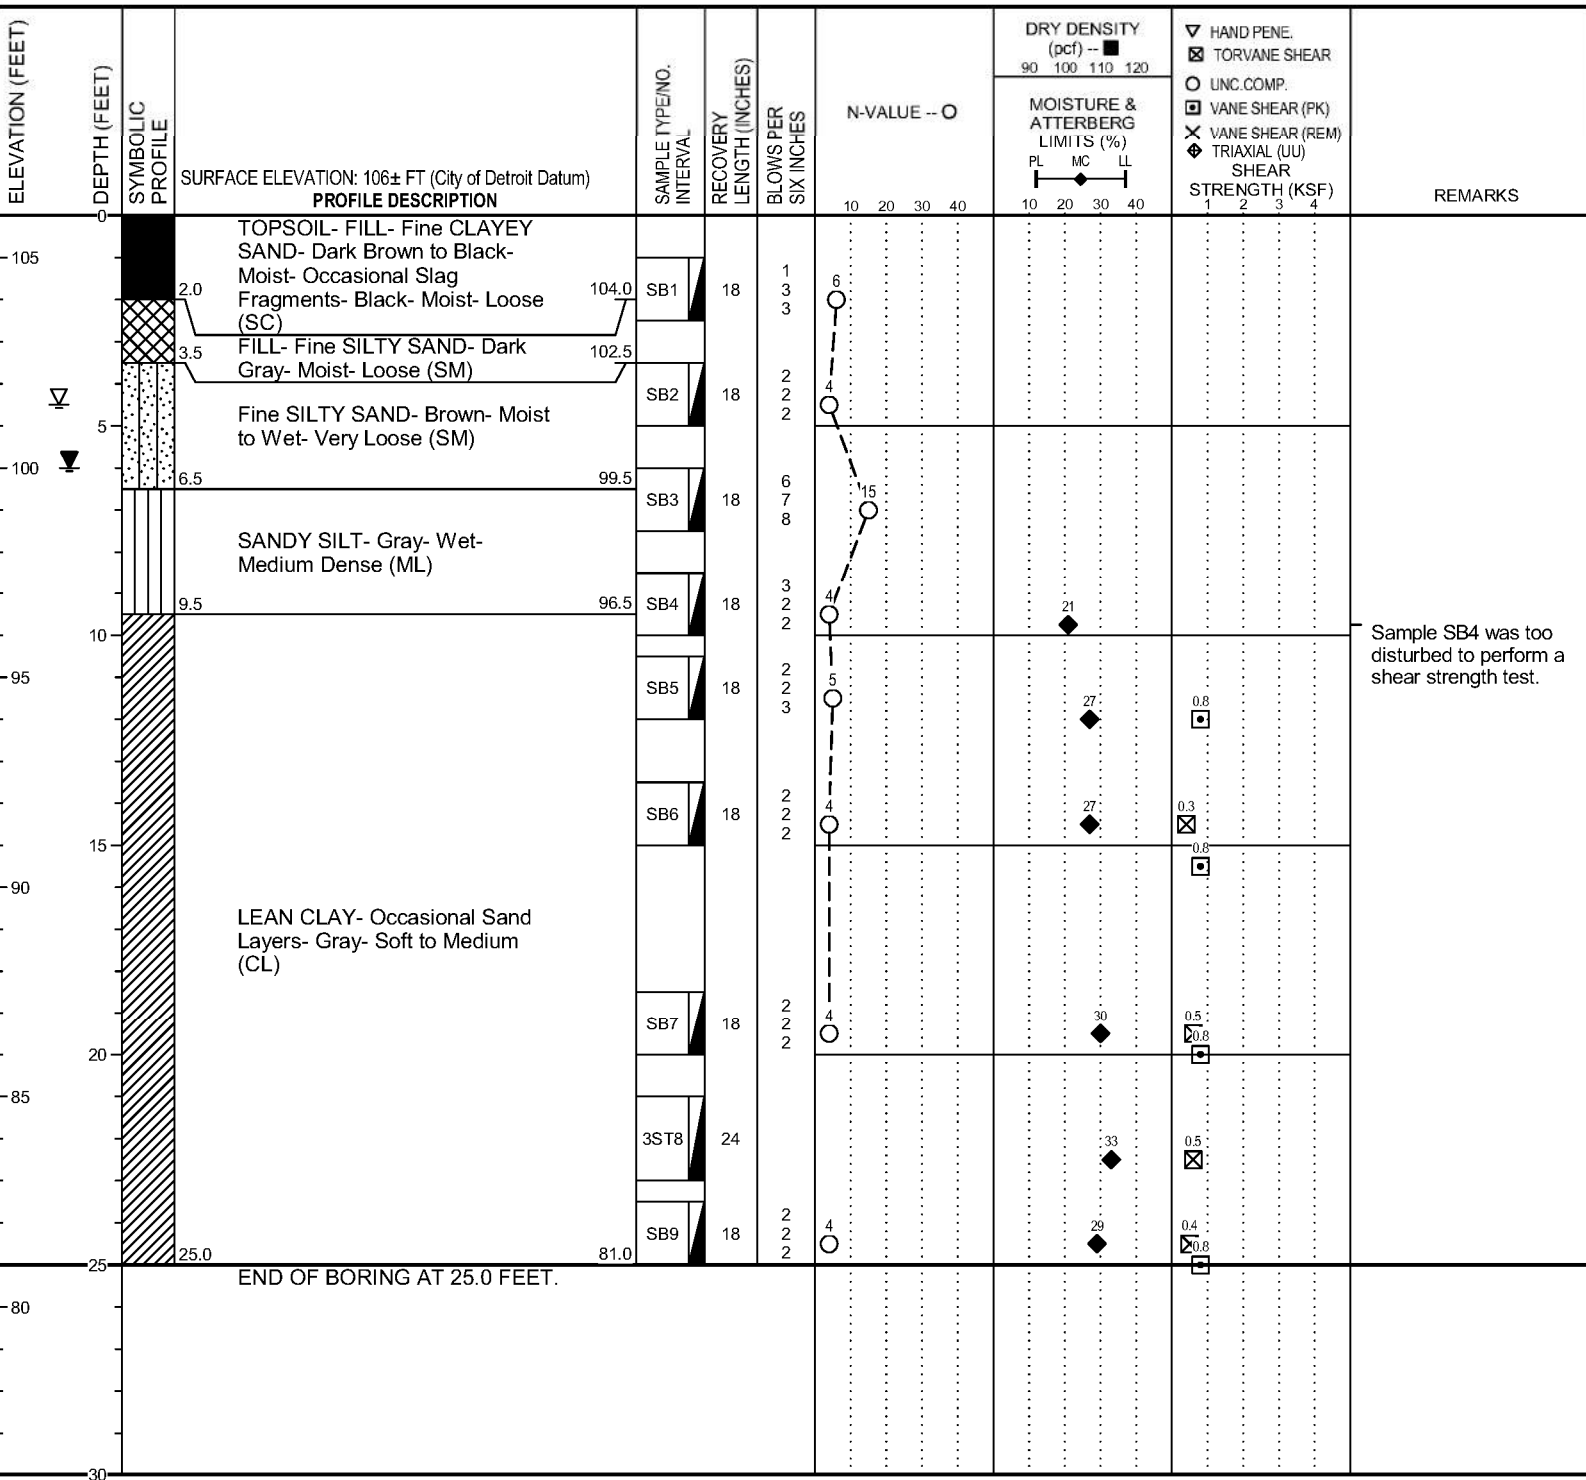 ELEVATION (FEET)
DEPTH (FEET)
SYMBOLIC
PROFILE
SURFACE ELEVATION: 106± FT (City of Detroit Datum)
PROFILE DESCRIPTION
SAMPLE TYPE/NO.
INTERVAL
RECOVERY
LENGTH (INCHES)
BLOWS PER
SIX INCHES
N-VALUE -- O
10 20 30 40
DRY DENSITY
(pcf) -- ■
90 100 110 120
MOISTURE &
ATTERBERG
LIMITS (%)
PL MC LL
10 20 30 40
HAND PENE.
TORVANE SHEAR
UNC.COMP.
VANE SHEAR (PK)
VANE SHEAR (REM)
TRIAXIAL (UU)
SHEAR
STRENGTH (KSF)
1 2 3 4
REMARKS
0
TOPSOIL- FILL- Fine CLAYEY
SAND- Dark Brown to Black-
Moist- Occasional Slag
Fragments- Black- Moist- Loose
(SC)
105
2.0
104.0
SB1
18
1
3
3
6
FILL- Fine SILTY SAND- Dark
Gray- Moist- Loose (SM)
3.5
102.5
SB2
18
2
2
2
4
Fine SILTY SAND- Brown- Moist
to Wet- Very Loose (SM)
5
100
6.5
99.5
SB3
18
6
7
8
15
SANDY SILT- Gray- Wet-
Medium Dense (ML)
9.5
96.5
SB4
18
3
2
2
4
21
10
Sample SB4 was too
disturbed to perform a
shear strength test.
95
SB5
18
2
2
3
5
27
0.8
SB6
18
2
2
2
4
27
0.3
15
0.8
90
LEAN CLAY- Occasional Sand
Layers- Gray- Soft to Medium
(CL)
SB7
18
2
2
2
4
30
0.5
0.8
20
85
3ST8
24
33
0.5
SB9
18
2
2
2
4
29
0.4
0.8
25.0
81.0
25
END OF BORING AT 25.0 FEET.
80
30